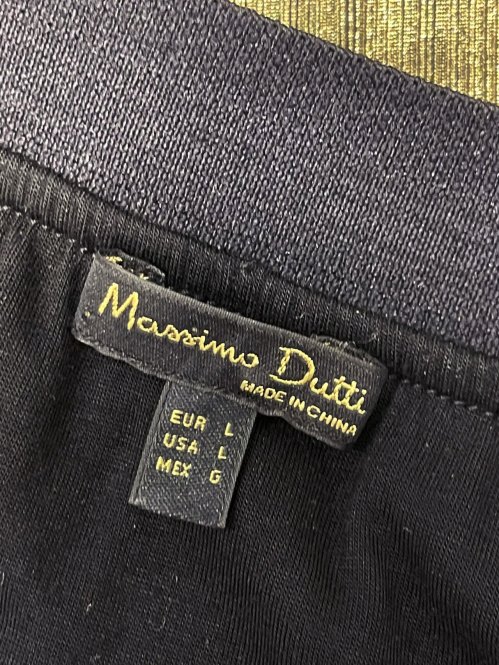 Massimo Dutti
MADE IN CHINA
EUR L
USA L
MEX G